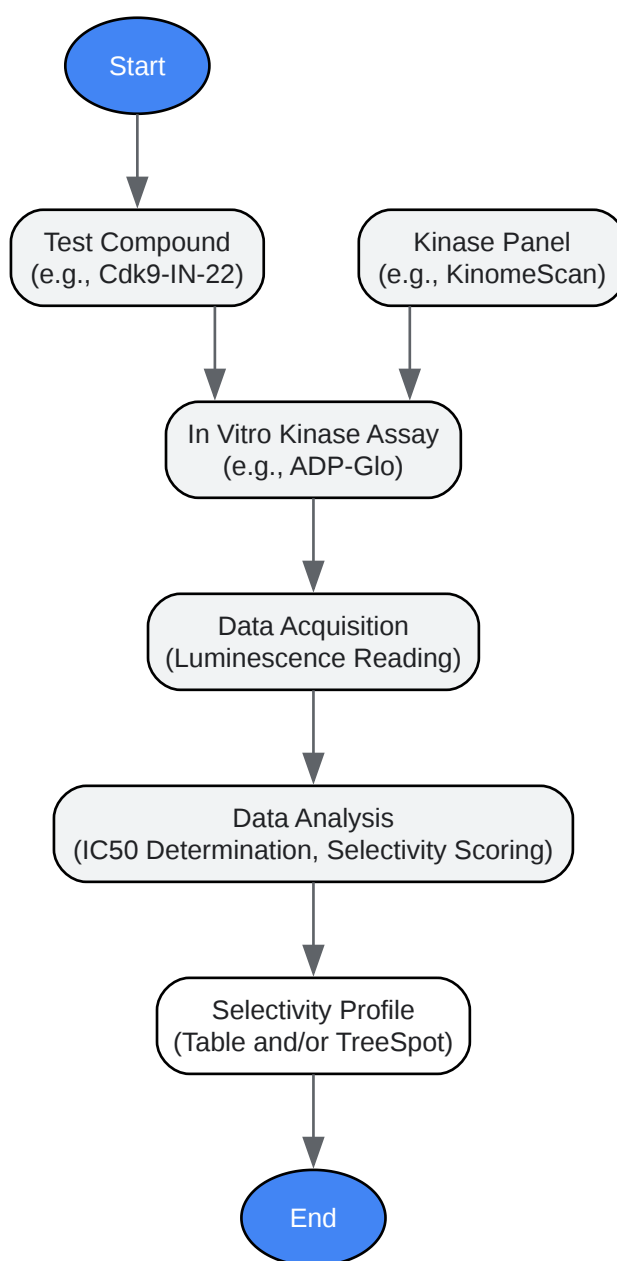 Start
Test Compound
(e.g., Cdk9-IN-22)
Kinase Panel
(e.g., KinomeScan)
In Vitro Kinase Assay
(e.g., ADP-Glo)
Data Acquisition
(Luminescence Reading)
Data Analysis
(IC50 Determination, Selectivity Scoring)
Selectivity Profile
(Table and/or TreeSpot)
End